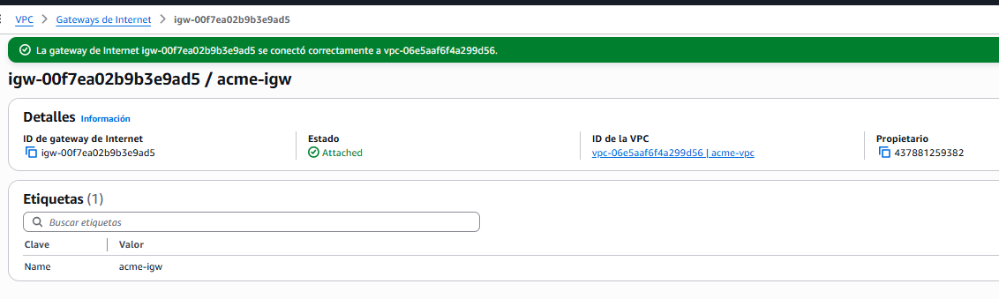 VPC > Gateways de Internet > igw-00f7ea02b9b3e9ad5
La gateway de Internet igw-00f7ea02b9b3e9ad5 se conectó correctamente a vpc-06e5aaf6f4a299d56.
igw-00f7ea02b9b3e9ad5 / acme-igw
Detalles Información
ID de gateway de Internet Estado ID de la VPC Propietario
igw-00f7ea02b9b3e9ad5 Attached vpc-06e5aaf6f4a299d56 | acme-vpc 437881259382
Etiquetas (1)
Buscar etiquetas
Clave Valor
Name acme-igw